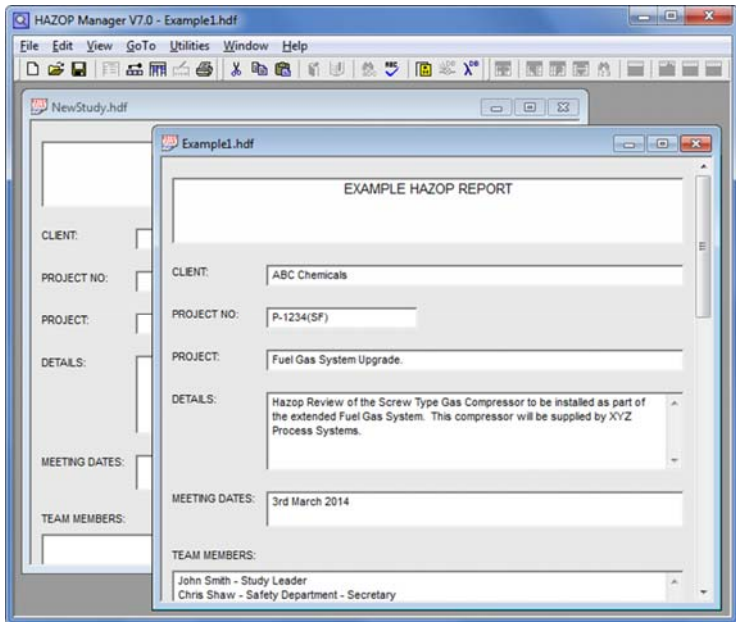 HAZOP Manager V7.0 - Example1.hdf
File Edit View GoTo Utilities Window Help
NewStudy.hdf
CLIENT:
PROJECT NO:
PROJECT:
DETAILS:
MEETING DATES:
TEAM MEMBERS:
Example1.hdf
EXAMPLE HAZOP REPORT
CLIENT: ABC Chemicals
PROJECT NO: P-1234(SF)
PROJECT: Fuel Gas System Upgrade.
DETAILS: Hazop Review of the Screw Type Gas Compressor to be installed as part of
the extended Fuel Gas System. This compressor will be supplied by XYZ
Process Systems.
MEETING DATES: 3rd March 2014
TEAM MEMBERS:
John Smith - Study Leader
Chris Shaw - Safety Department - Secretary